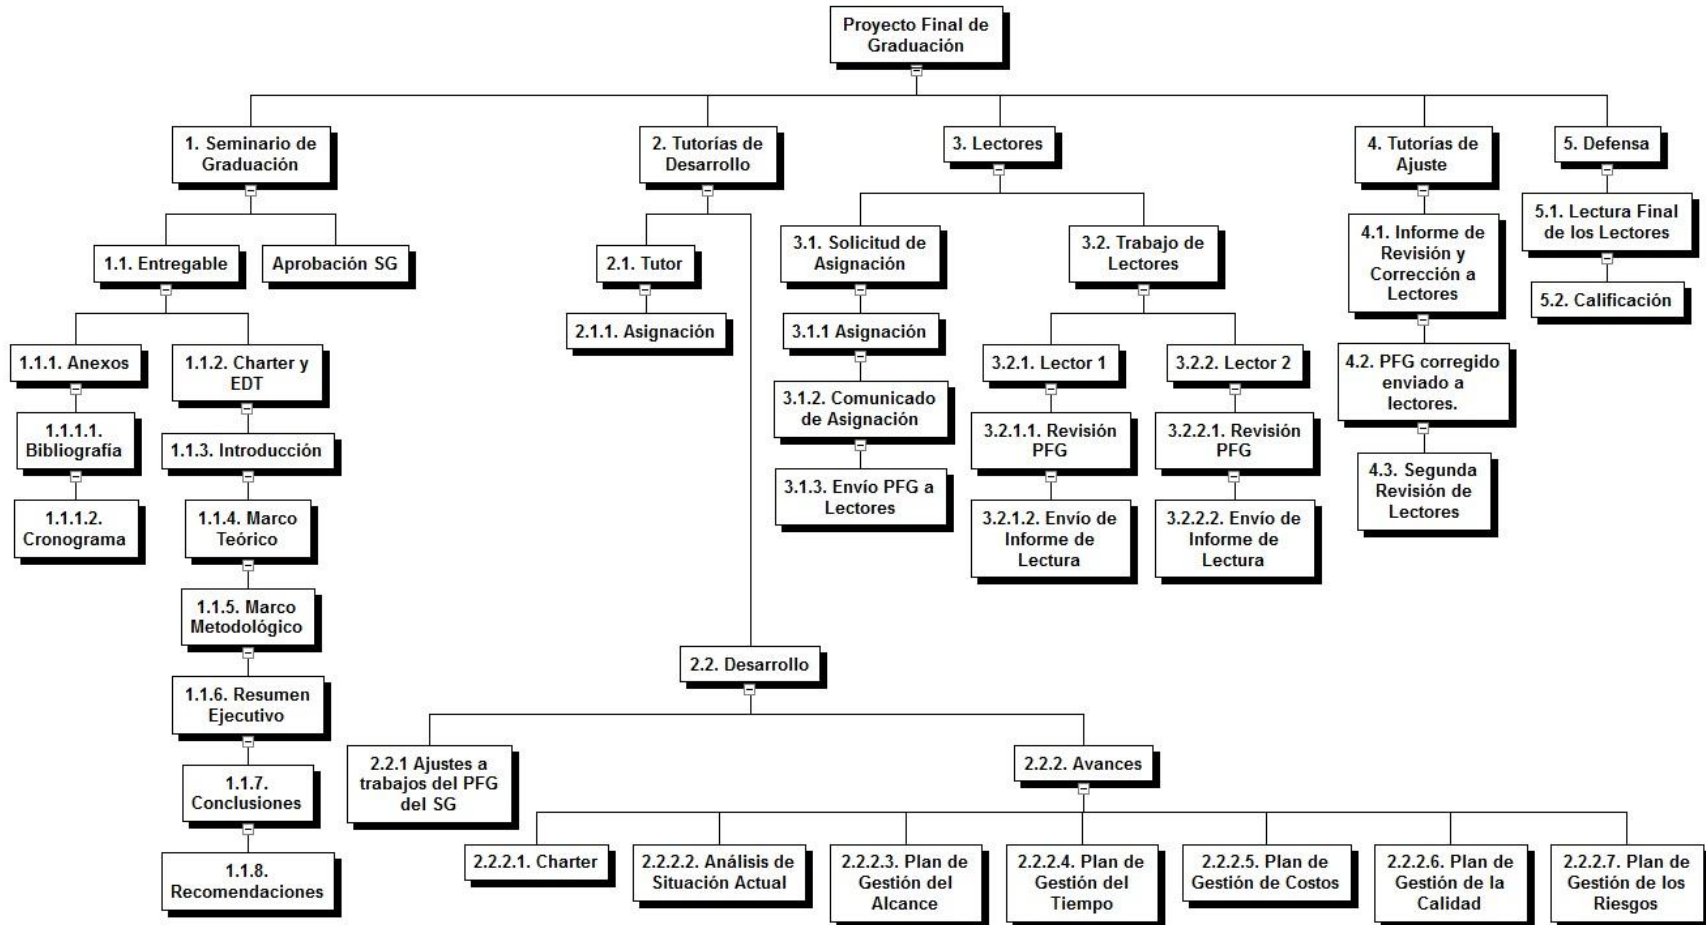 Proyecto Final de
Graduación
1. Seminario de
Graduación
2. Tutorías de
Desarrollo
3. Lectores
4. Tutorías de
Ajuste
5. Defensa
1.1. Entregable
Aprobación SG
1.1.1. Anexos
1.1.1.1.
Bibliografía
1.1.1.2.
Cronograma
1.1.2. Charter y
EDT
1.1.3. Introducción
1.1.4. Marco
Teórico
1.1.5. Marco
Metodológico
1.1.6. Resumen
Ejecutivo
1.1.7.
Conclusiones
1.1.8.
Recomendaciones
2.1. Tutor
2.1.1. Asignación
2.2. Desarrollo
2.2.1 Ajustes a
trabajos del PFG
del SG
2.2.2. Avances
2.2.2.1. Charter
2.2.2.2. Análisis de
Situación Actual
2.2.2.3. Plan de
Gestión del
Alcance
2.2.2.4. Plan de
Gestión del
Tiempo
2.2.2.5. Plan de
Gestión de Costos
2.2.2.6. Plan de
Gestión de la
Calidad
2.2.2.7. Plan de
Gestión de los
Riesgos
3.1. Solicitud de
Asignación
3.1.1 Asignación
3.1.2. Comunicado
de Asignación
3.1.3. Envío PFG a
Lectores
3.2. Trabajo de
Lectores
3.2.1. Lector 1
3.2.1.1. Revisión
PFG
3.2.1.2. Envío de
Informe de
Lectura
3.2.2. Lector 2
3.2.2.1. Revisión
PFG
3.2.2.2. Envío de
Informe de
Lectura
4.1. Informe de
Revisión y
Corrección a
Lectores
4.2. PFG corregido
enviado a
lectores.
4.3. Segunda
Revisión de
Lectores
5.1. Lectura Final
de los Lectores
5.2. Calificación